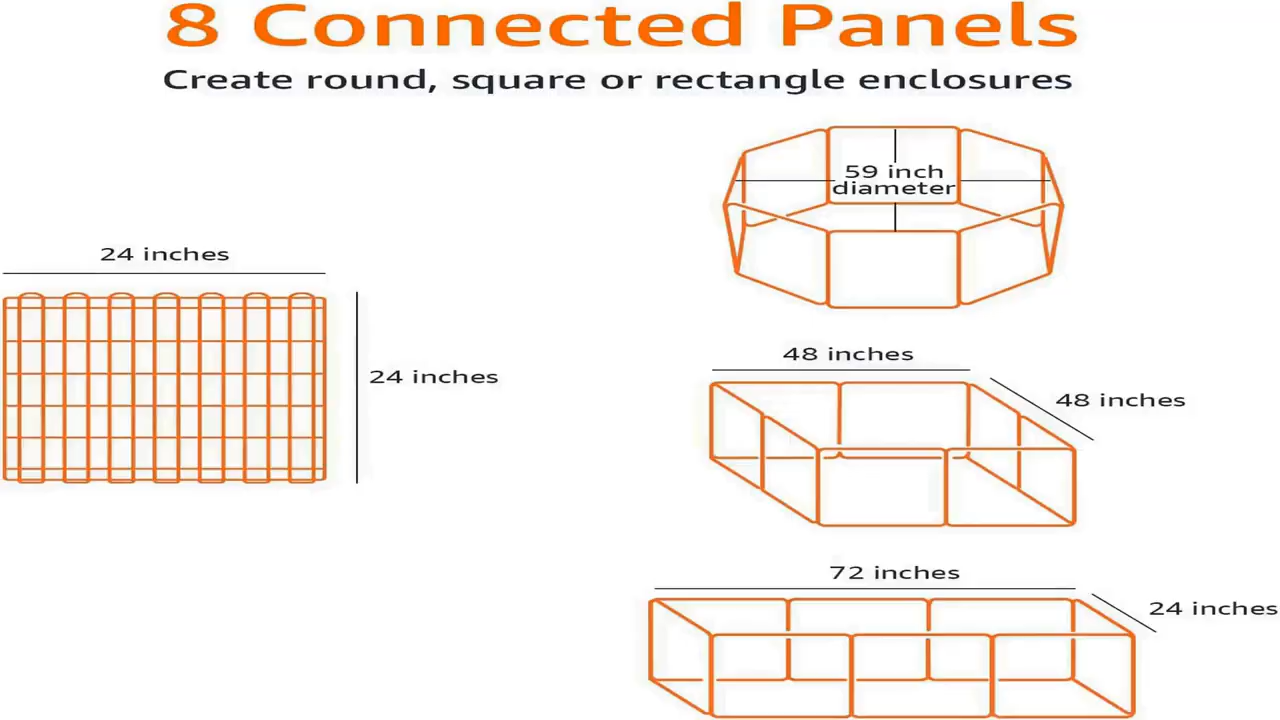 8 Connected Panels
Create round, square or rectangle enclosures
59 inch
diameter
24 inches
24 inches
48 inches
48 inches
72 inches
24 inches